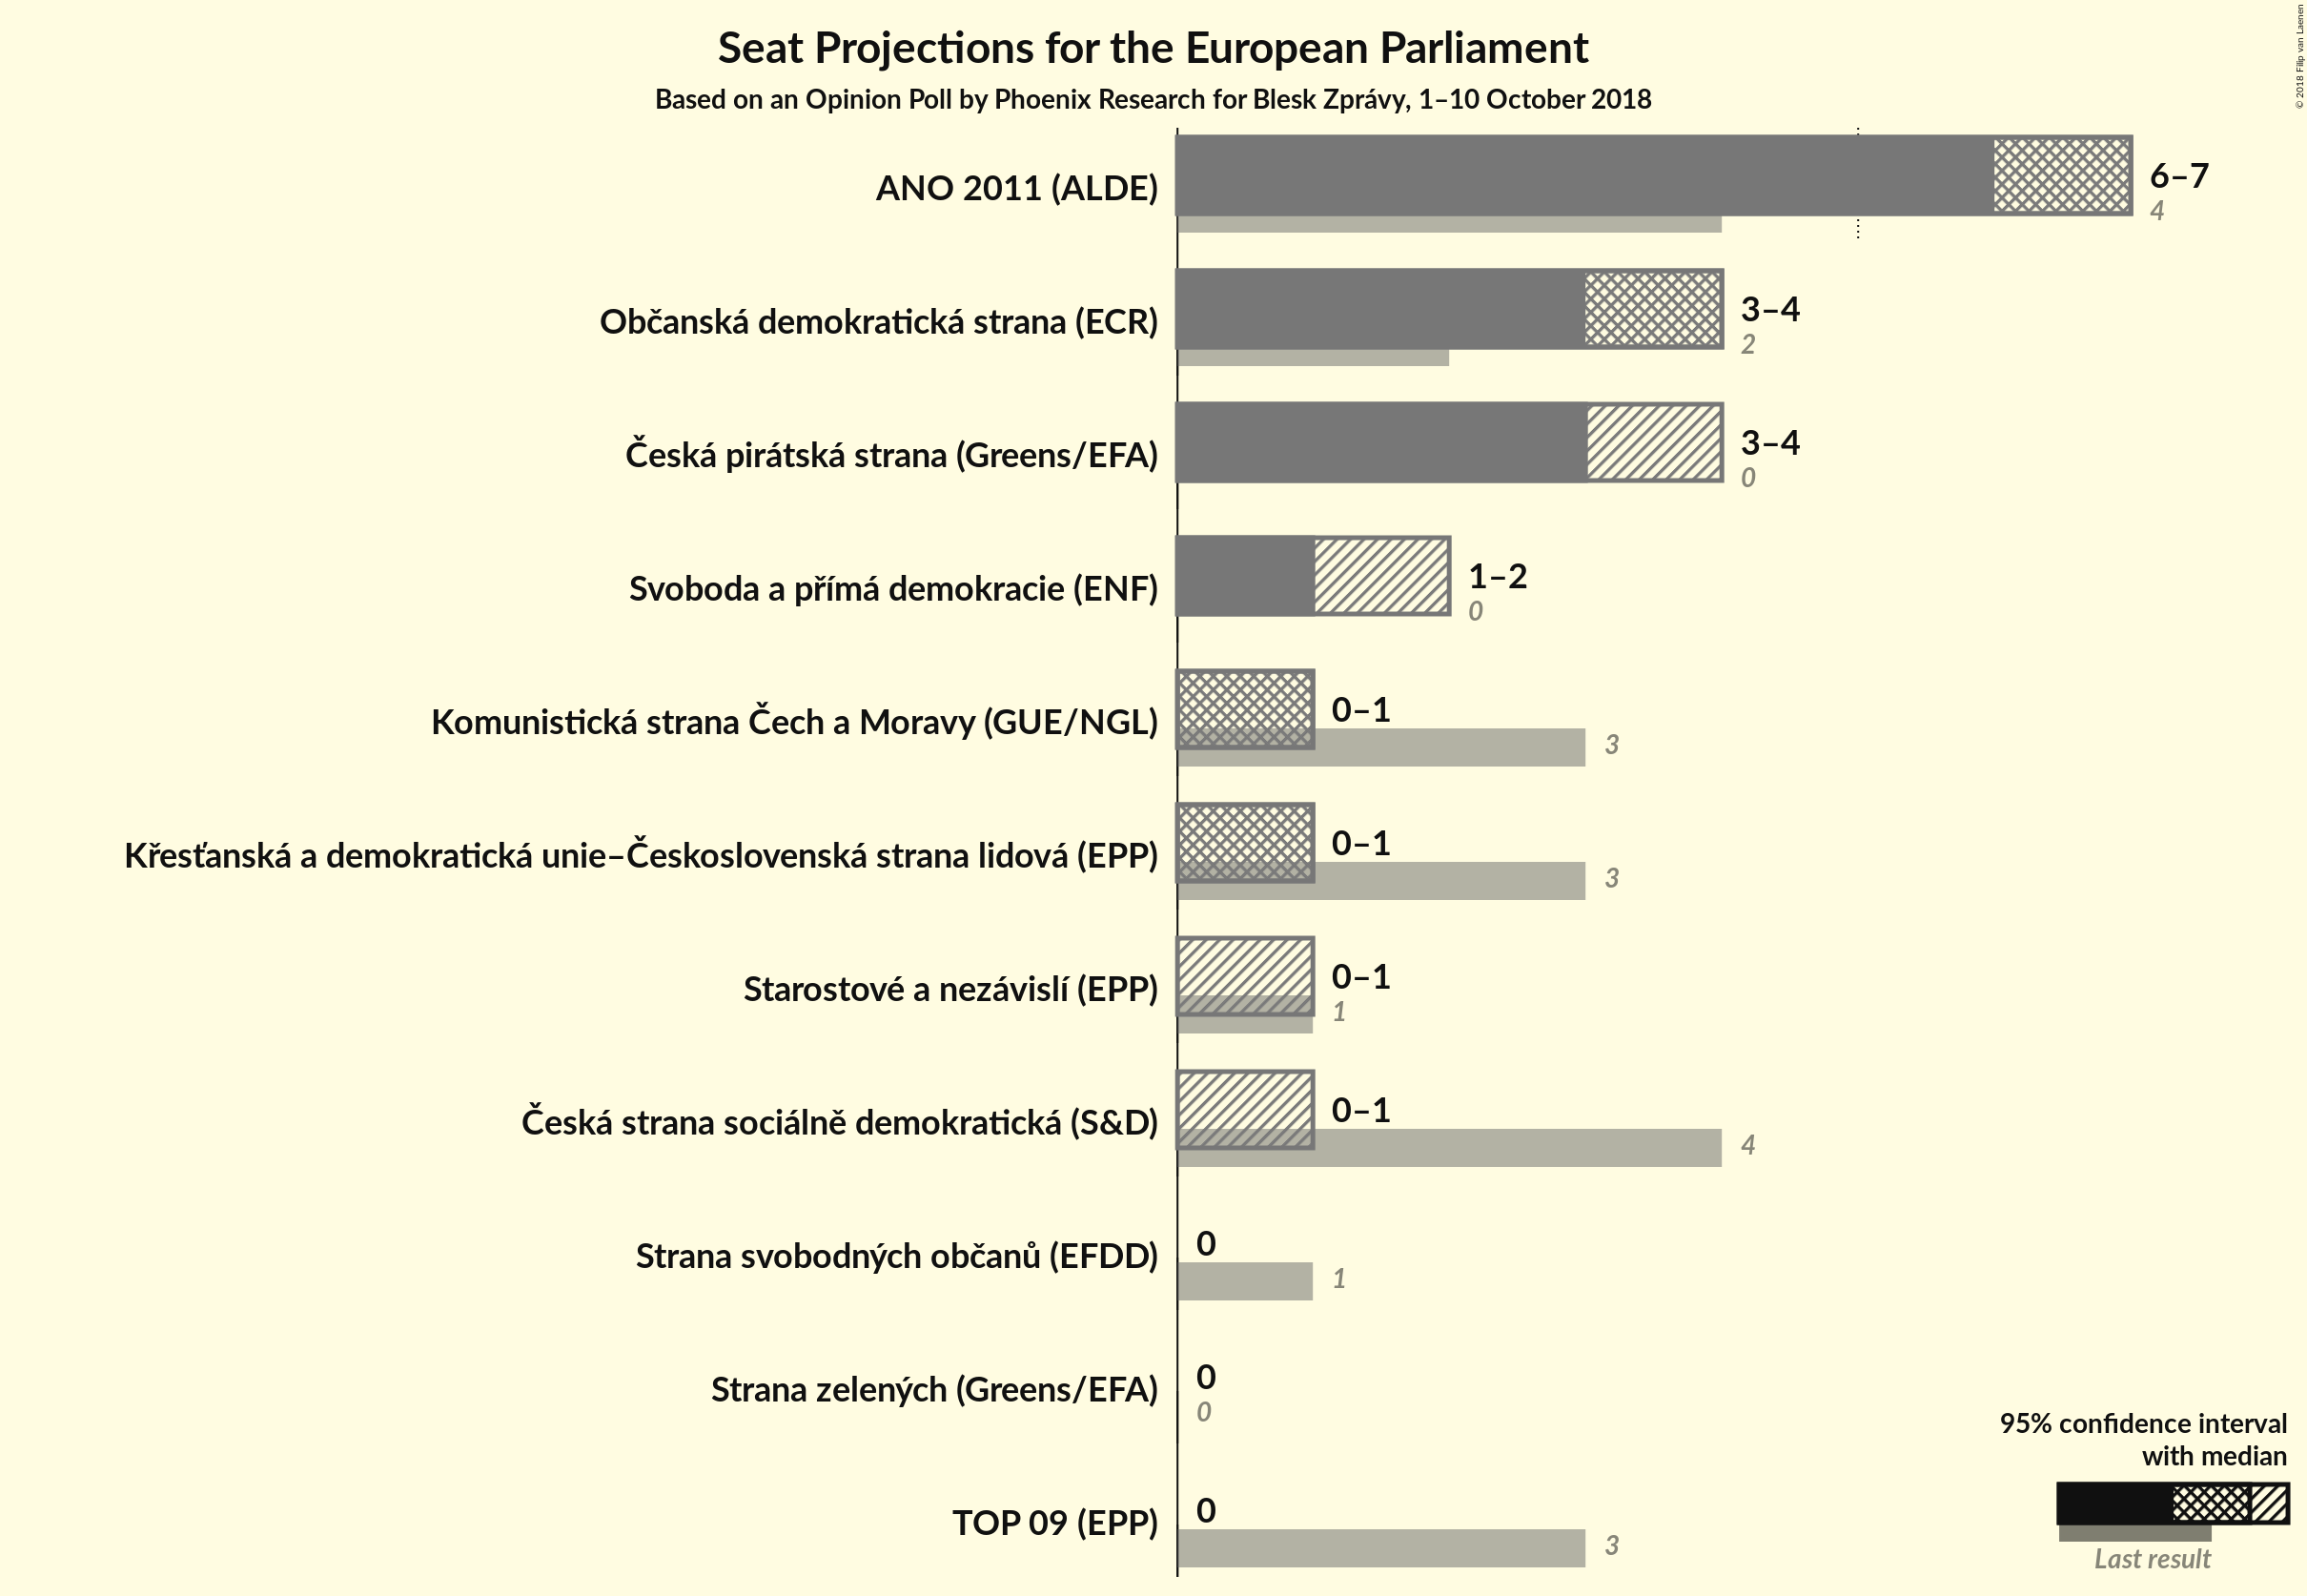 Seat Projections for the European Parliament
Based on an Opinion Poll by Phoenix Research for Blesk Zprávy, 1–10 October 2018
© 2018 Filip van Laenen
ANO 2011 (ALDE)
6–7
4
Občanská demokratická strana (ECR)
3–4
2
Česká pirátská strana (Greens/EFA)
3–4
0
Svoboda a přímá demokracie (ENF)
1–2
0
Komunistická strana Čech a Moravy (GUE/NGL)
0–1
3
Křesťanská a demokratická unie–Československá strana lidová (EPP)
0–1
3
Starostové a nezávislí (EPP)
0–1
1
Česká strana sociálně demokratická (S&D)
0–1
4
Strana svobodných občanů (EFDD)
0
1
Strana zelených (Greens/EFA)
0
0
TOP 09 (EPP)
0
3
95% confidence interval
with median
Last result